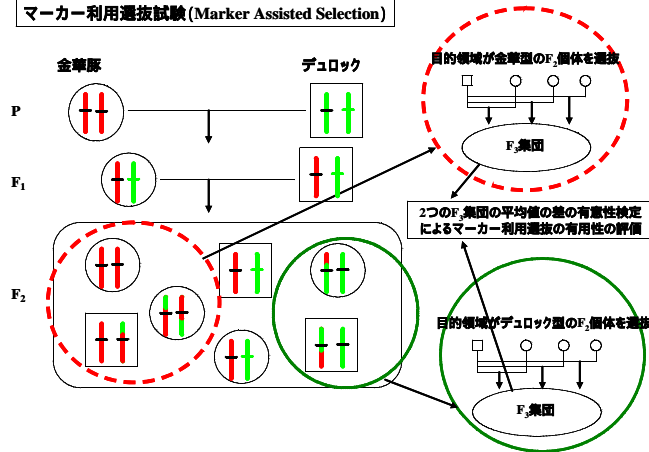 マーカー利用選抜試験(Marker Assisted Selection)
金華豚
デュロック
P
F1
F2
目的領域が金華型のF2個体を選抜
F3集団
2つのF3集団の平均値の差の有意性検定
によるマーカー利用選抜の有用性の評価
目的領域がデュロック型のF2個体を選抜
F3集団